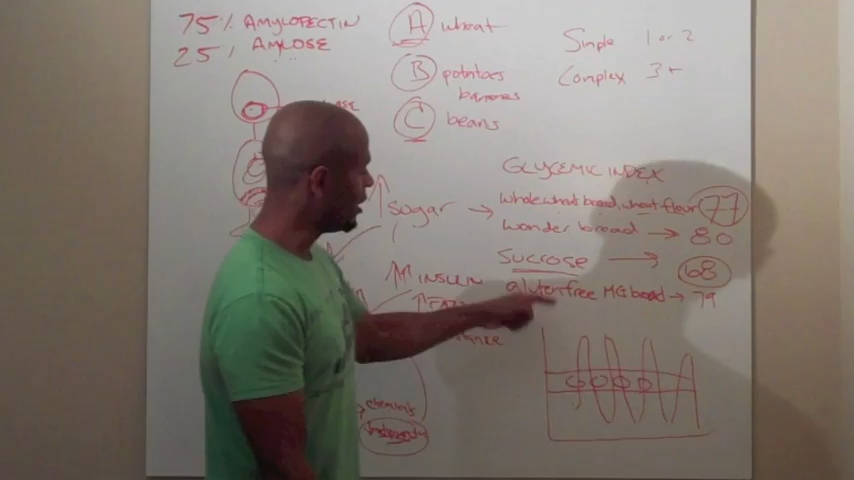 75% AMYLOPECTIN
25% AMYLOSE
A wheat
B potatoes
bananas
C beans
Simple 1 or 2
Complex 3+
GLYCEMIC INDEX
whole wheat bread, wheat flour 77
wonder bread → 80
Sucrose → 68
gluten free MG bread → 79
sugar →
↑↑ INSULIN